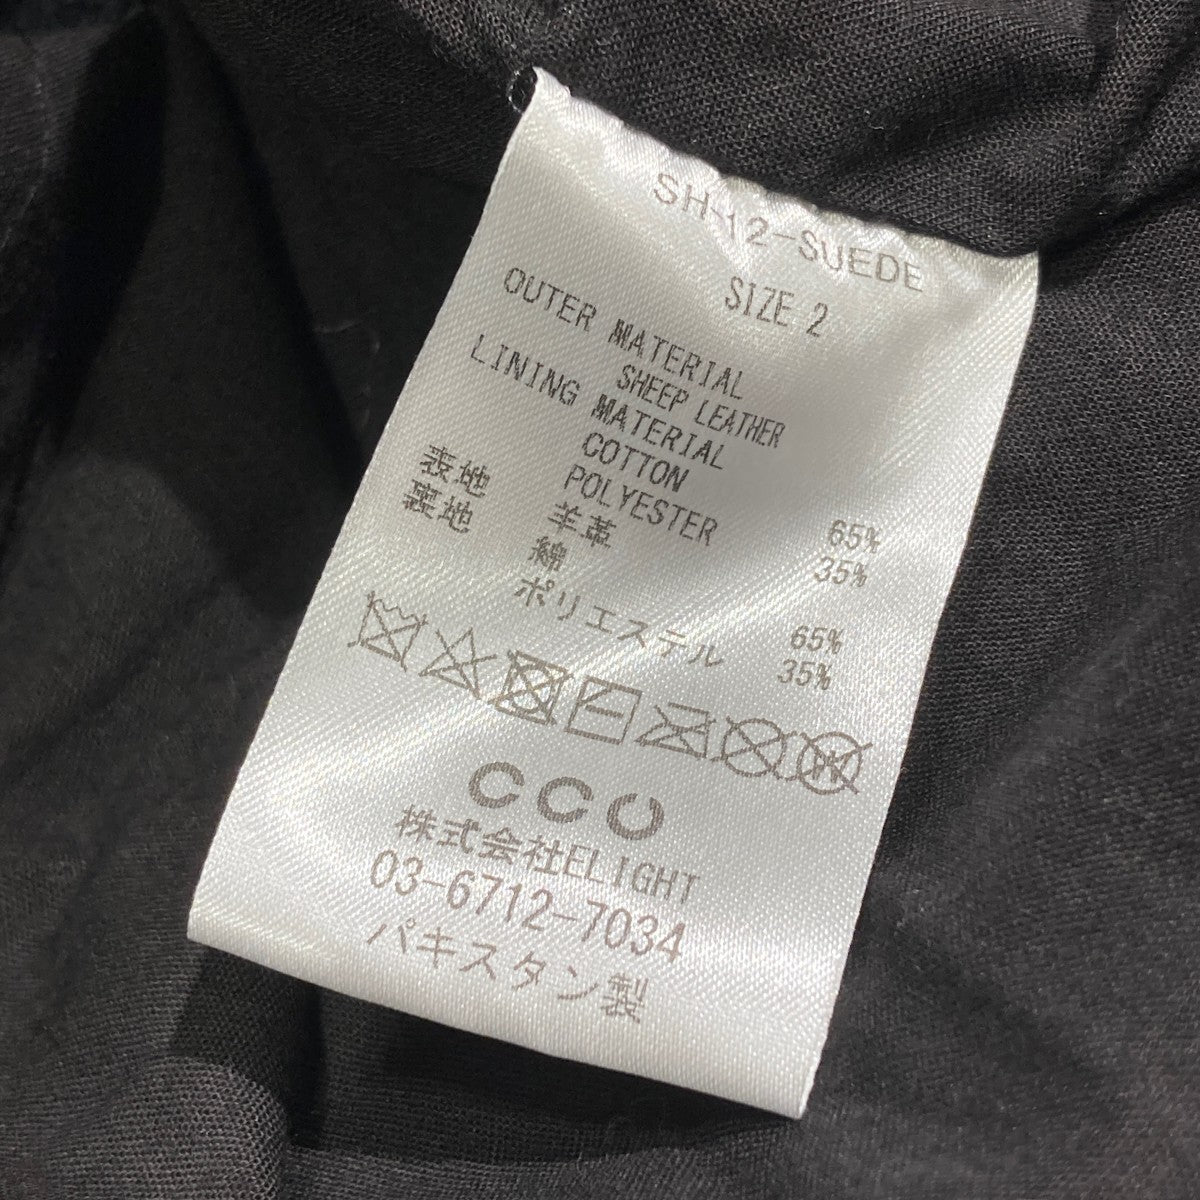 SH-12-SUEDE
SIZE 2
OUTER MATERIAL
SHEEP LEATHER
LINING MATERIAL
COTTON 65%
POLYESTER 35%
表地 羊革
裏地 綿 65%
ポリエステル 35%
CCU
株式会社ELIGHT
03-6712-7034
パキスタン製